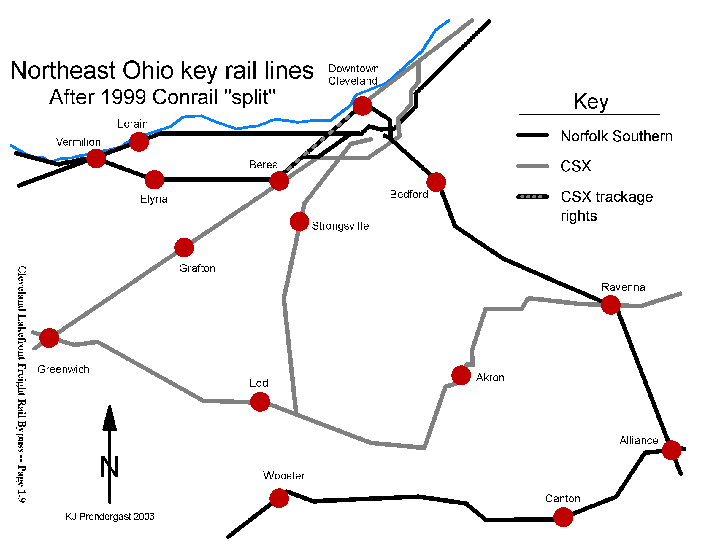 Northeast Ohio key rail lines
After 1999 Conrail "split"
Downtown
Cleveland
Key
Norfolk Southern
CSX
CSX trackage
rights
Lorain
Vermilion
Berea
Elyria
Bedford
Strongsville
Grafton
Ravenna
Greenwich
Lodi
Akron
Alliance
Wooster
Canton
N
KJ Prendergast 2003
Cleveland Lakefront Freight Rail Bypass -- Page 1.9